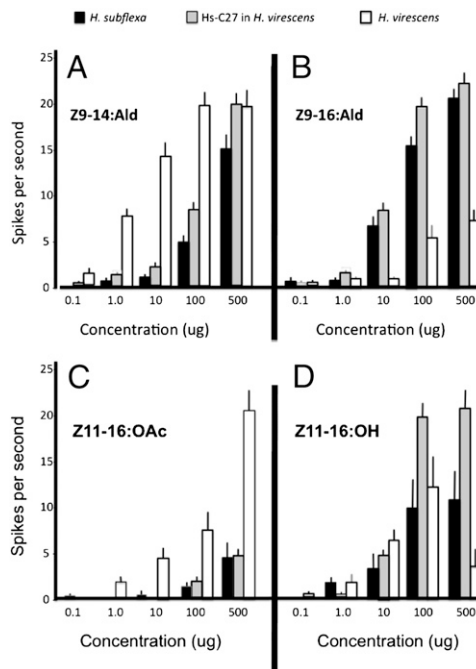 H. subflexa Hs-C27 in H. virescens H. virescens
A
Z9-14:Ald
25
20
15
10
5
0
Spikes per second
0.1 1.0 10 100 500
Concentration (ug)
B
Z9-16:Ald
0.1 1.0 10 100 500
Concentration (ug)
C
Z11-16:OAc
25
20
15
10
5
0
Spikes per second
0.1 1.0 10 100 500
Concentration (ug)
D
Z11-16:OH
0.1 1.0 10 100 500
Concentration (ug)